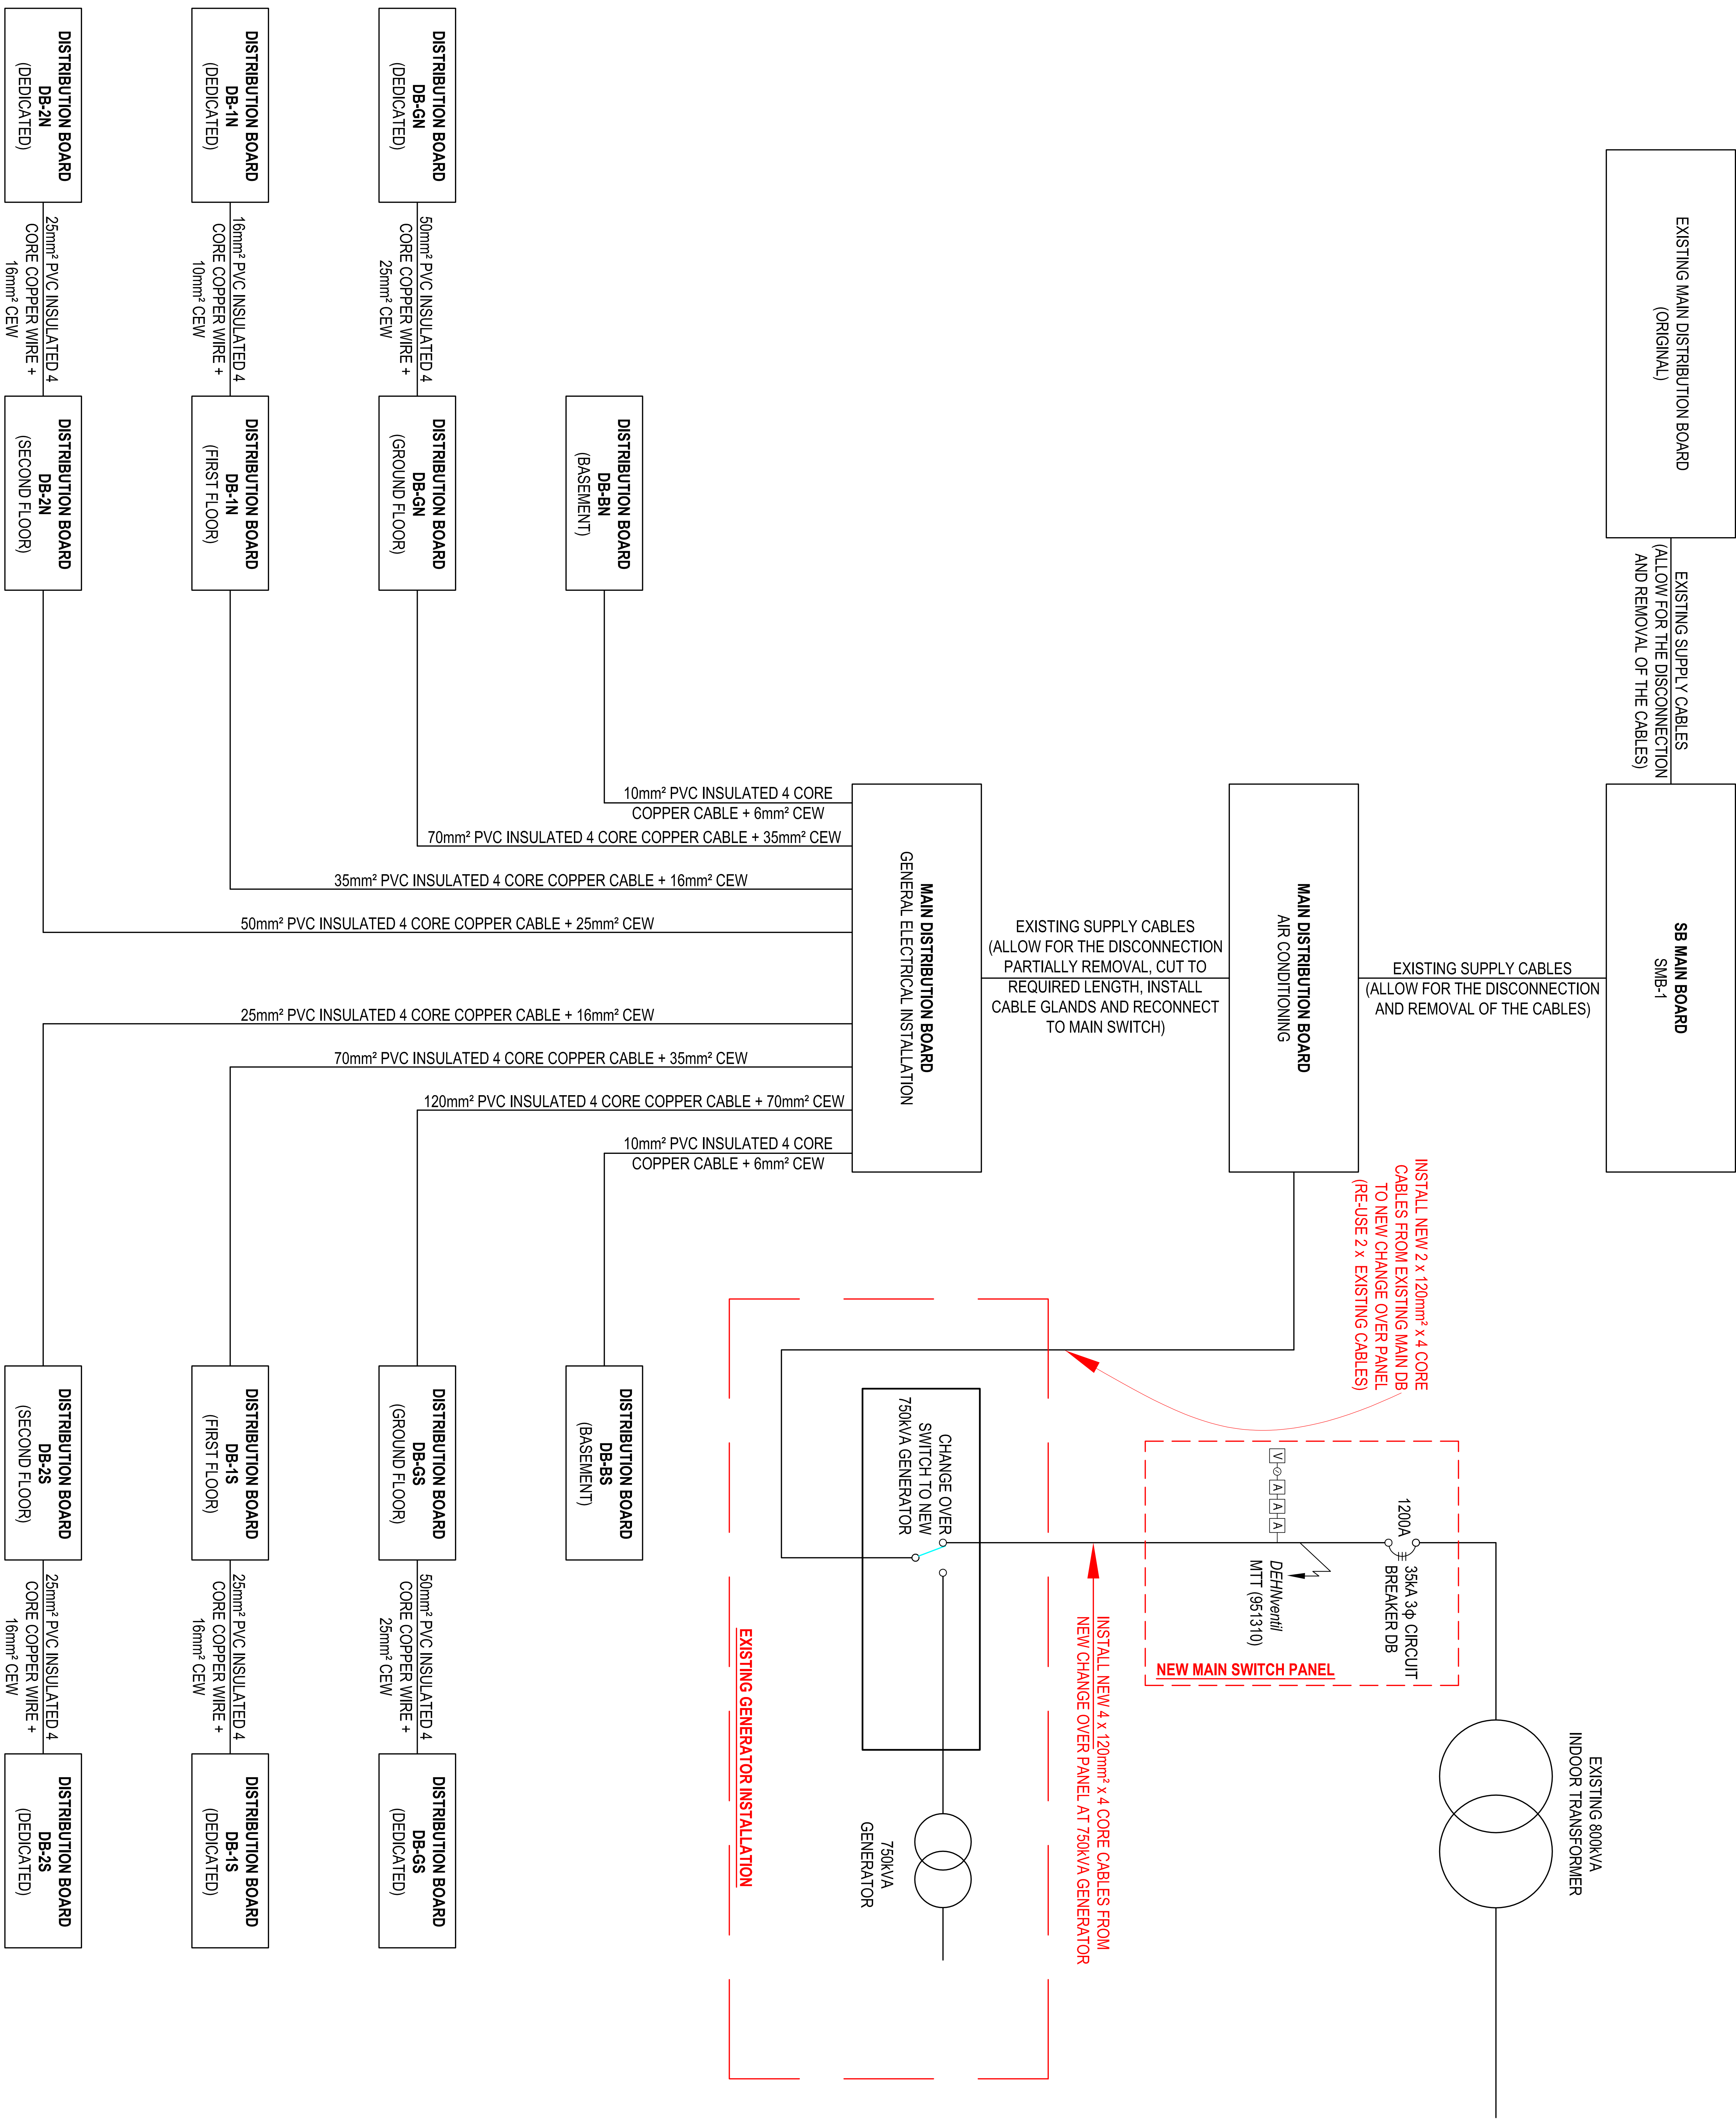 EXISTING MAIN DISTRIBUTION BOARD
(ORIGINAL)
EXISTING SUPPLY CABLES
(ALLOW FOR THE DISCONNECTION
AND REMOVAL OF THE CABLES)
SB MAIN BOARD
SMB-1
EXISTING SUPPLY CABLES
(ALLOW FOR THE DISCONNECTION
AND REMOVAL OF THE CABLES)
MAIN DISTRIBUTION BOARD
AIR CONDITIONING
EXISTING SUPPLY CABLES
(ALLOW FOR THE DISCONNECTION
PARTIALLY REMOVAL, CUT TO
REQUIRED LENGTH, INSTALL
CABLE GLANDS AND RECONNECT
TO MAIN SWITCH)
MAIN DISTRIBUTION BOARD
GENERAL ELECTRICAL INSTALLATION
EXISTING 800kVA
INDOOR TRANSFORMER
1200A
35kA 3ɸ CIRCUIT
BREAKER DB
V
A
A
A
DEHNventil
MTT (951310)
NEW MAIN SWITCH PANEL
INSTALL NEW 2 x 120mm² x 4 CORE
CABLES FROM EXISTING MAIN DB
TO NEW CHANGE OVER PANEL
(RE-USE 2 x EXISTING CABLES)
INSTALL NEW 4 x 120mm² x 4 CORE CABLES FROM
NEW CHANGE OVER PANEL AT 750kVA GENERATOR
CHANGE OVER
SWITCH TO NEW
750kVA GENERATOR
750kVA
GENERATOR
EXISTING GENERATOR INSTALLATION
10mm² PVC INSULATED 4 CORE
COPPER CABLE + 6mm² CEW
70mm² PVC INSULATED 4 CORE COPPER CABLE + 35mm² CEW
35mm² PVC INSULATED 4 CORE COPPER CABLE + 16mm² CEW
50mm² PVC INSULATED 4 CORE COPPER CABLE + 25mm² CEW
25mm² PVC INSULATED 4 CORE COPPER CABLE + 16mm² CEW
70mm² PVC INSULATED 4 CORE COPPER CABLE + 35mm² CEW
120mm² PVC INSULATED 4 CORE COPPER CABLE + 70mm² CEW
10mm² PVC INSULATED 4 CORE
COPPER CABLE + 6mm² CEW
DISTRIBUTION BOARD
DB-BN
(BASEMENT)
DISTRIBUTION BOARD
DB-BS
(BASEMENT)
DISTRIBUTION BOARD
DB-GN
(DEDICATED)
50mm² PVC INSULATED 4
CORE COPPER WIRE +
25mm² CEW
DISTRIBUTION BOARD
DB-GN
(GROUND FLOOR)
DISTRIBUTION BOARD
DB-GS
(GROUND FLOOR)
50mm² PVC INSULATED 4
CORE COPPER WIRE +
25mm² CEW
DISTRIBUTION BOARD
DB-GS
(DEDICATED)
DISTRIBUTION BOARD
DB-1N
(DEDICATED)
16mm² PVC INSULATED 4
CORE COPPER WIRE +
10mm² CEW
DISTRIBUTION BOARD
DB-1N
(FIRST FLOOR)
DISTRIBUTION BOARD
DB-1S
(FIRST FLOOR)
25mm² PVC INSULATED 4
CORE COPPER WIRE +
16mm² CEW
DISTRIBUTION BOARD
DB-1S
(DEDICATED)
DISTRIBUTION BOARD
DB-2N
(DEDICATED)
25mm² PVC INSULATED 4
CORE COPPER WIRE +
16mm² CEW
DISTRIBUTION BOARD
DB-2N
(SECOND FLOOR)
DISTRIBUTION BOARD
DB-2S
(SECOND FLOOR)
25mm² PVC INSULATED 4
CORE COPPER WIRE +
16mm² CEW
DISTRIBUTION BOARD
DB-2S
(DEDICATED)